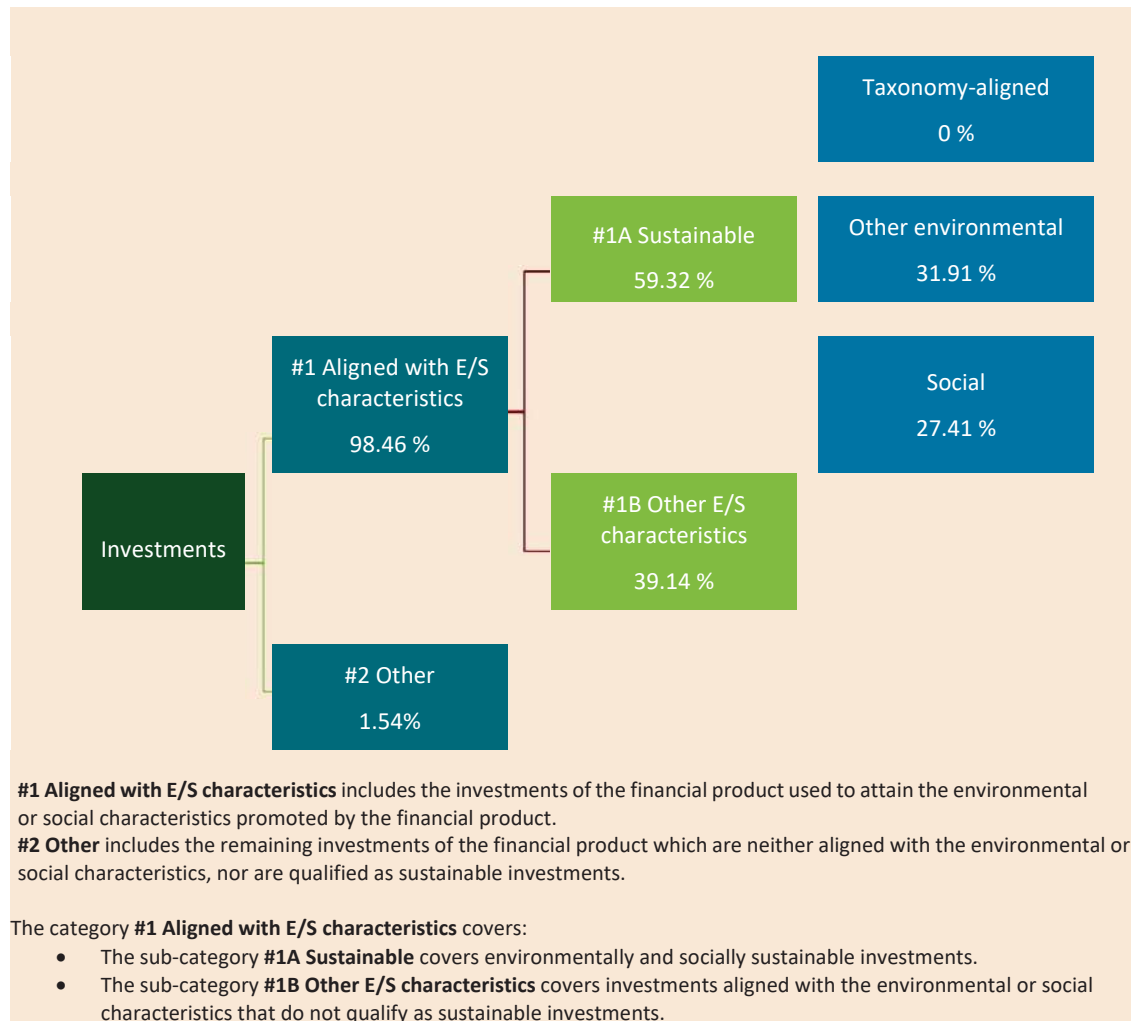 Taxonomy-aligned
0 %
#1A Sustainable
59.32 %
Other environmental
31.91 %
#1 Aligned with E/S
characteristics
98.46 %
Social
27.41 %
Investments
#1B Other E/S
characteristics
39.14 %
#2 Other
1.54%
#1 Aligned with E/S characteristics includes the investments of the financial product used to attain the environmental
or social characteristics promoted by the financial product.
#2 Other includes the remaining investments of the financial product which are neither aligned with the environmental or
social characteristics, nor are qualified as sustainable investments.
The category #1 Aligned with E/S characteristics covers:
• The sub-category #1A Sustainable covers environmentally and socially sustainable investments.
• The sub-category #1B Other E/S characteristics covers investments aligned with the environmental or social
characteristics that do not qualify as sustainable investments.